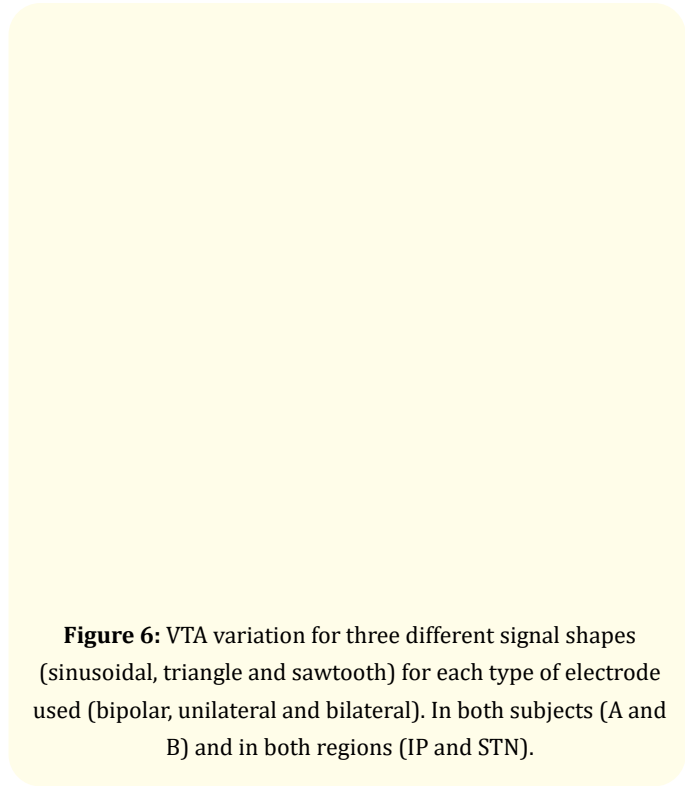 Figure 6: VTA variation for three different signal shapes
(sinusoidal, triangle and sawtooth) for each type of electrode
used (bipolar, unilateral and bilateral). In both subjects (A and
B) and in both regions (IP and STN).